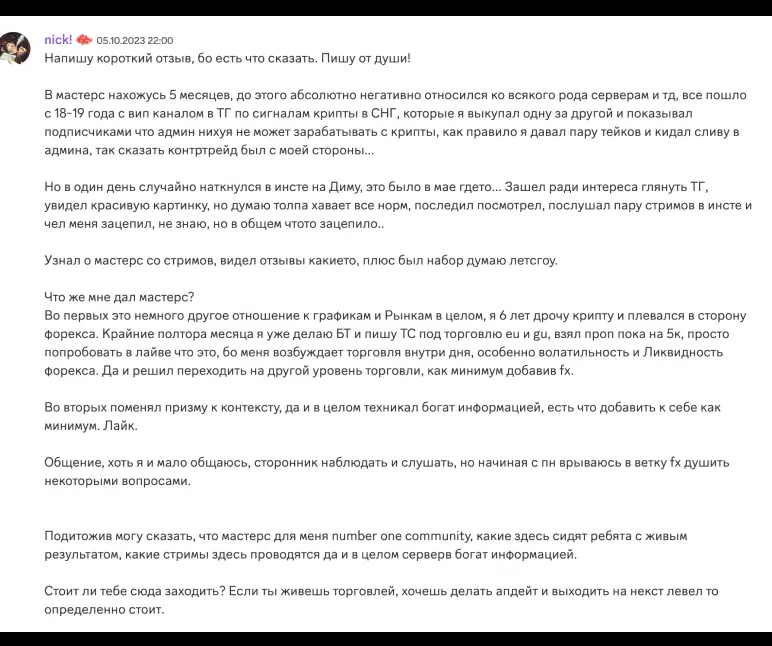 nick! 05.10.2023 22:00
Напишу короткий отзыв, бо есть что сказать. Пишу от души!
В мастерс нахожусь 5 месяцев, до этого абсолютно негативно относился ко всякого рода серверам и тд, все пошло
с 18-19 года с вип каналом в ТГ по сигналам крипты в СНГ, которые я выкупал одну за другой и показывал
подписчиками что админ нихуя не может зарабатывать с крипты, как правило я давал пару тейков и кидал сливу в
админа, так сказать контртрейд был с моей стороны...
Но в один день случайно наткнулся в инсте на Диму, это было в мае гдето... Зашел ради интереса глянуть ТГ,
увидел красивую картинку, но думаю толпа хавает все норм, последил посмотрел, послушал пару стримов в инсте и
чел меня зацепил, не знаю, но в общем чтото зацепило..
Узнал о мастерс со стримов, видел отзывы какието, плюс был набор думаю летсгоу.
Что же мне дал мастерс?
Во первых это немного другое отношение к графикам и Рынкам в целом, я 6 лет дрочу крипту и плевался в сторону
форекса. Крайние полтора месяца я уже делаю БТ и пишу ТС под торговлю eu и gu, взял проп пока на 5к, просто
попробовать в лайве что это, бо меня возбуждает торговля внутри дня, особенно волатильность и Ликвидность
форекса. Да и решил переходить на другой уровень торговли, как минимум добавив fx.
Во вторых поменял призму к контексту, да и в целом техникал богат информацией, есть что добавить к себе как
минимум. Лайк.
Общение, хоть я и мало общаюсь, сторонник наблюдать и слушать, но начиная с пн врываюсь в ветку fx душить
некоторыми вопросами.
Подитожив могу сказать, что мастерс для меня number one community, какие здесь сидят ребята с живым
результатом, какие стримы здесь проводятся да и в целом серверв богат информацией.
Стоит ли тебе сюда заходить? Если ты живешь торговлей, хочешь делать апдейт и выходить на некст левел то
определенно стоит.